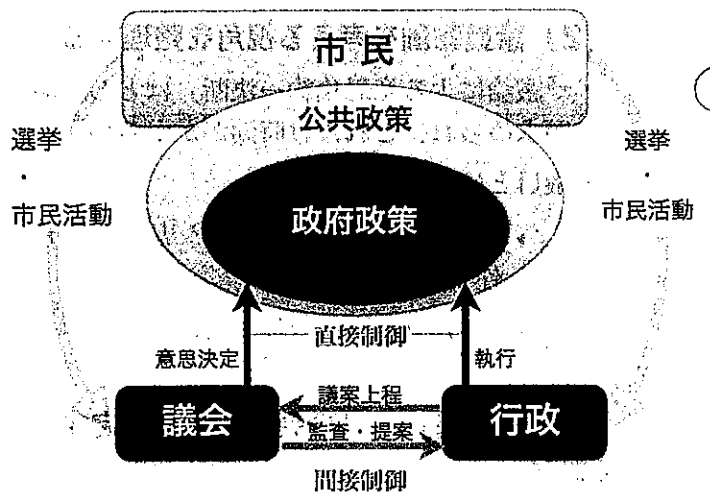 市民
公共政策
選挙
・
市民活動
選挙
・
市民活動
政府政策
直接制御
意思決定
執行
議会
議案上程
監査・提案
行政
間接制御